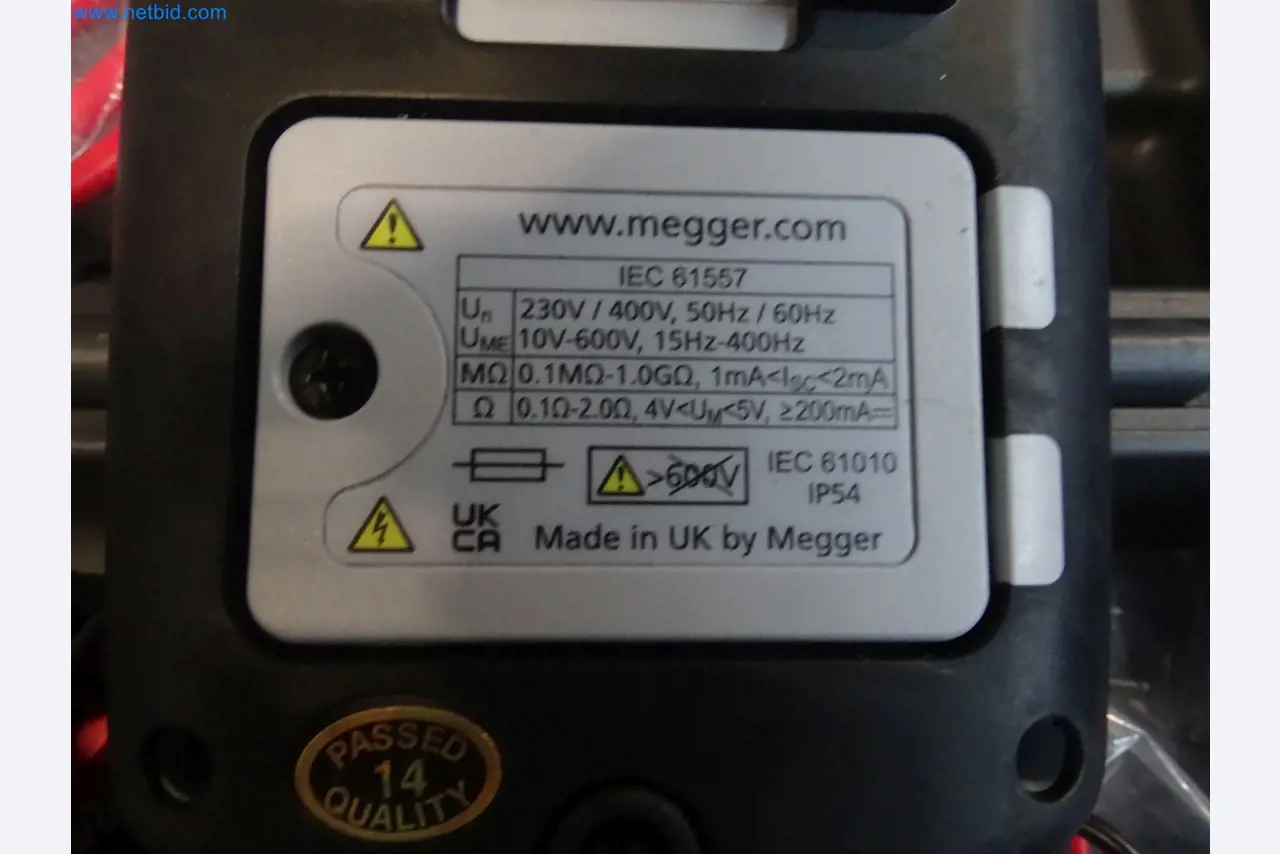 www.netbid.com
www.megger.com
IEC 61557
Un 230V / 400V, 50Hz / 60Hz
UME 10V-600V, 15Hz-400Hz
MΩ 0.1MΩ-1.0GΩ, 1mA<ISC<2mA
Ω 0.1Ω-2.0Ω, 4V<UM<5V, ≥200mA⎓
>600V
IEC 61010
IP54
UK
CA
Made in UK by Megger
PASSED
14
QUALITY